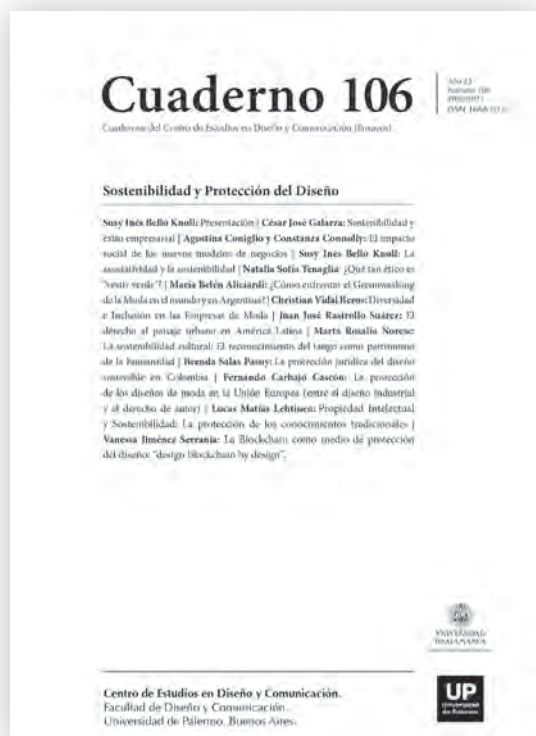 Cuaderno 106
Cuadernos del Centro de Estudios en Diseño y Comunicación [Ensayos]
Sostenibilidad y Protección del Diseño
Susy Inés Bello Knoll: Presentación | César José Galarza: Sostenibilidad y
éxito empresarial | Agostina Coniglio y Constanza Connolly: El impacto
social de los nuevos modelos de negocios | Susy Inés Bello Knoll: La
asociatividad y la sostenibilidad | Natalia Sofía Tenaglia: ¿Qué tan ético es
"vestir verde"? | María Belén Aliciardi: ¿Cómo enfrentar el Greenwashing
de la Moda en el mundo y en Argentina? | Christian Vidal Beros: Diversidad
e Inclusión en las Empresas de Moda | Juan José Rastrollo Suárez: El
derecho al paisaje urbano en América Latina | Marta Rosalía Norese:
La sostenibilidad cultural: El reconocimiento del tango como patrimonio
de la humanidad | Brenda Salas Pasuy: La protección jurídica del diseño
sostenible en Colombia | Fernando Carbajo Cascón: La protección
de los diseños de moda en la Unión Europea (entre el diseño industrial
y el derecho de autor) | Lucas Matías Lehtinen: Propiedad Intelectual
y Sostenibilidad: La protección de los conocimientos tradicionales |
Vanessa Jiménez Serranía: La Blockchain como medio de protección
del diseño: "design blockchain by design".
Centro de Estudios en Diseño y Comunicación.
Facultad de Diseño y Comunicación.
Universidad de Palermo. Buenos Aires.
UNIVERSIDAD
UP
Universidad
de Palermo